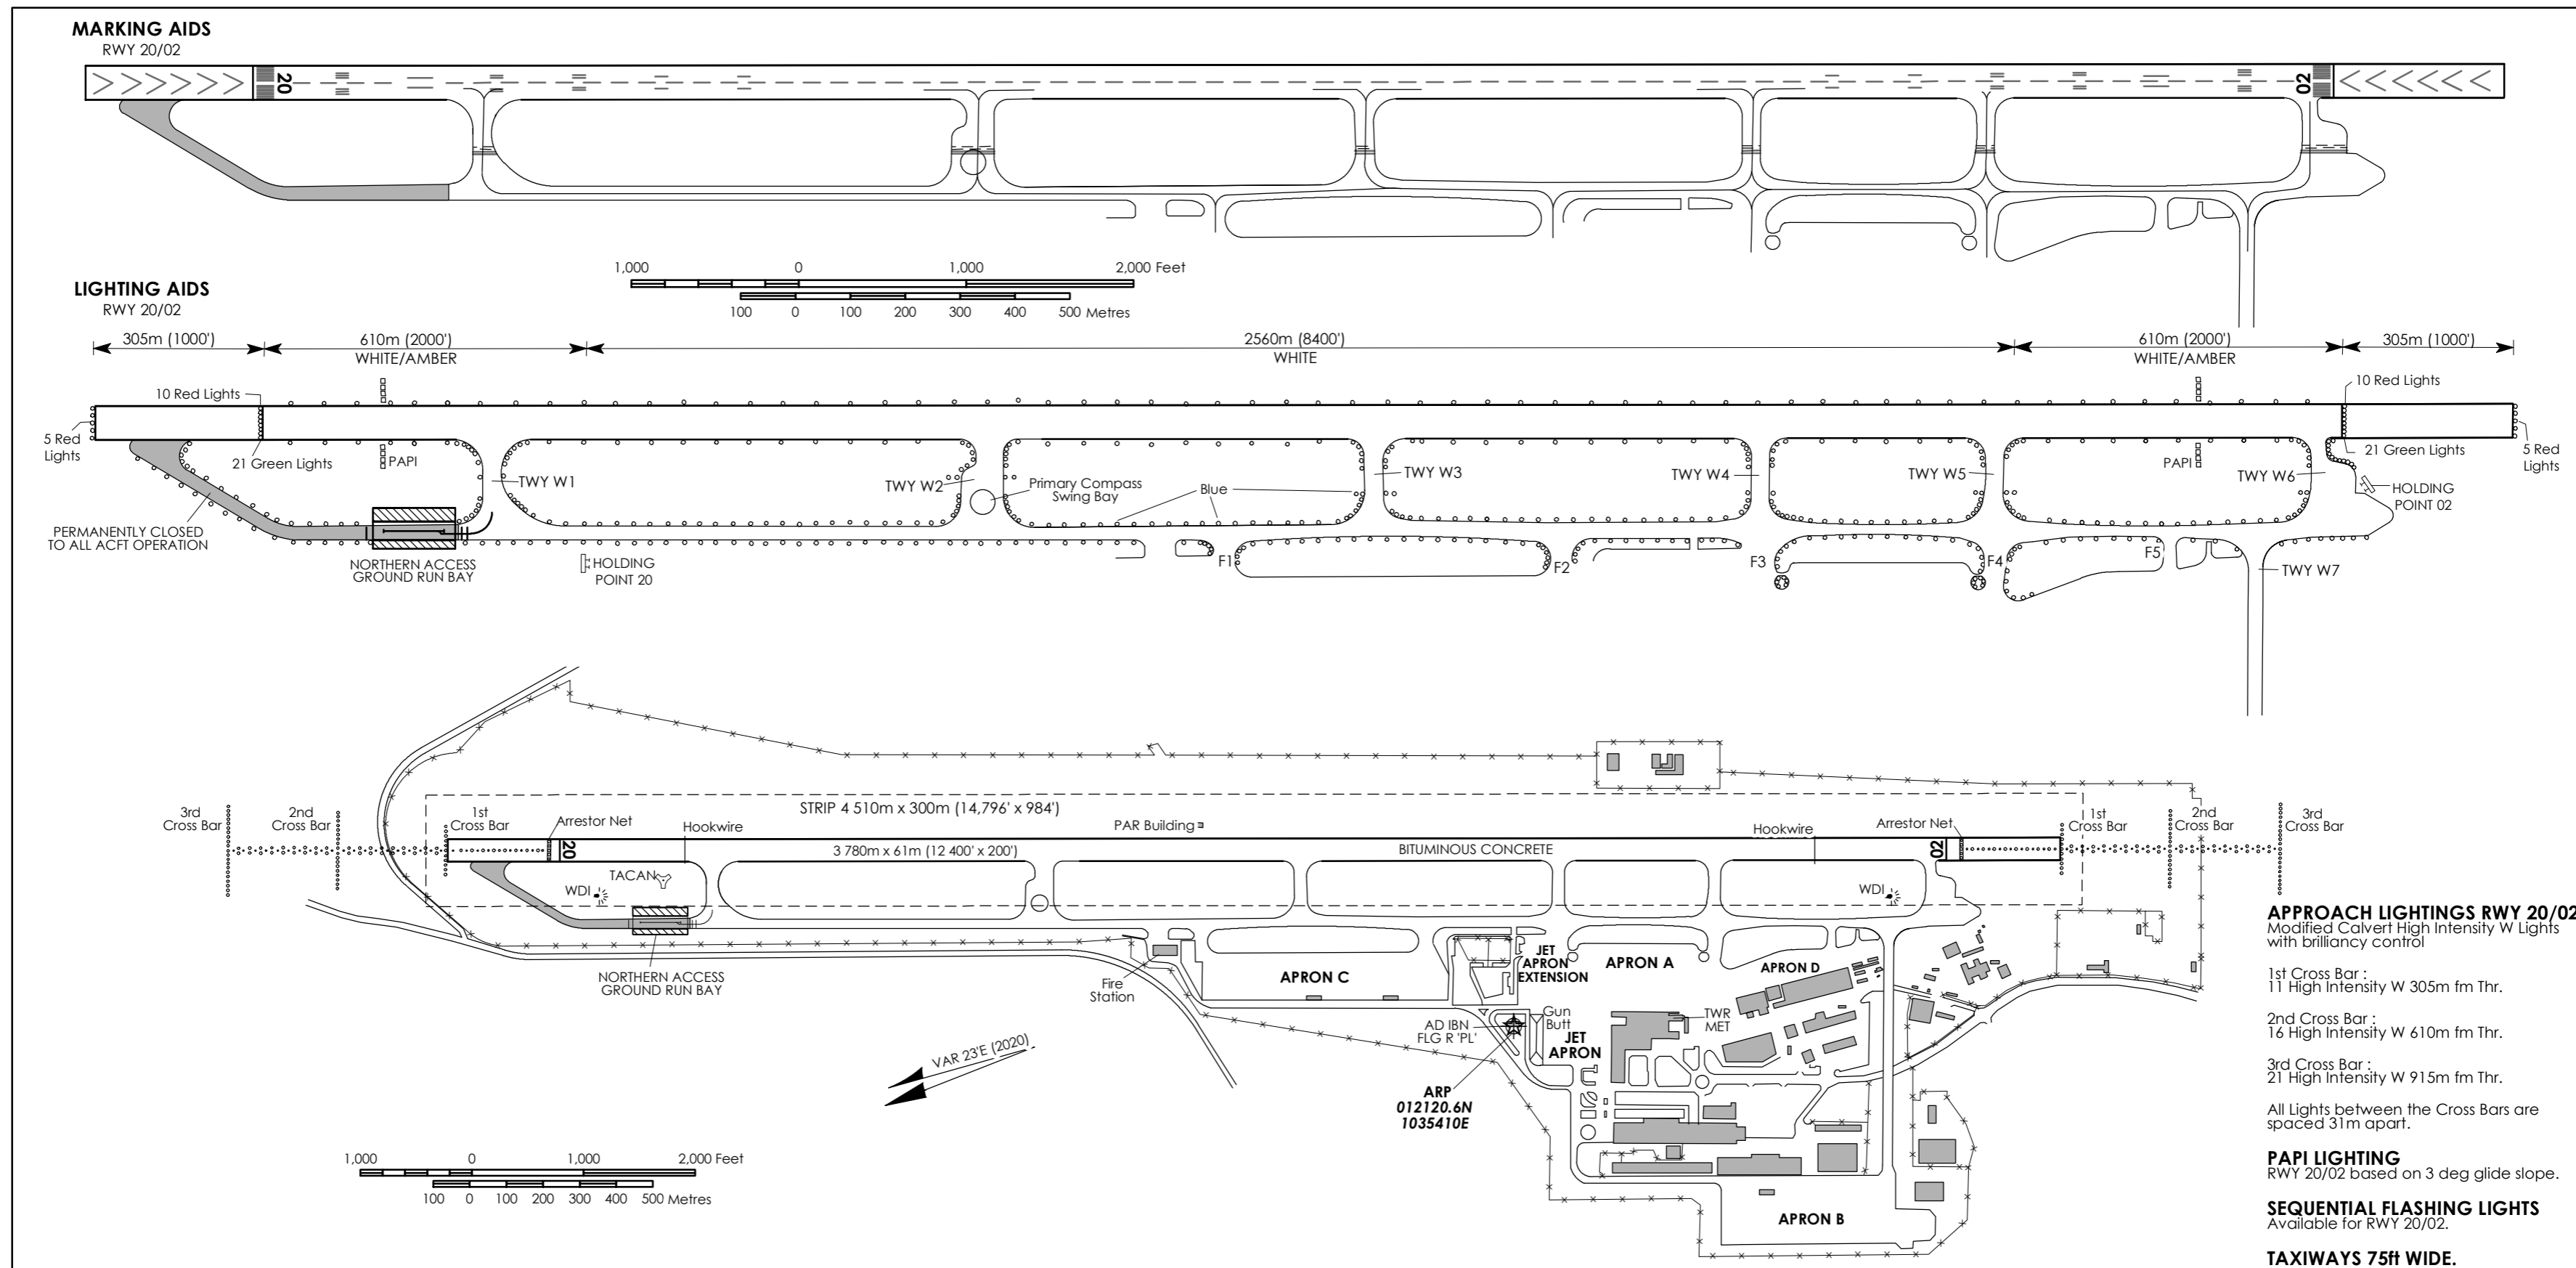 MARKING AIDS
RWY 20/02
20
02
1,000 0 1,000 2,000 Feet
100 0 100 200 300 400 500 Metres
LIGHTING AIDS
RWY 20/02
305m (1000')
610m (2000')
WHITE/AMBER
2560m (8400')
WHITE
610m (2000')
WHITE/AMBER
305m (1000')
10 Red Lights
10 Red Lights
5 Red
Lights
21 Green Lights
PAPI
TWY W1
TWY W2
Primary Compass
Swing Bay
Blue
TWY W3
TWY W4
TWY W5
PAPI
TWY W6
21 Green Lights
5 Red
Lights
HOLDING
POINT 02
PERMANENTLY CLOSED
TO ALL ACFT OPERATION
NORTHERN ACCESS
GROUND RUN BAY
HOLDING
POINT 20
F1
F2
F3
F4
F5
TWY W7
STRIP 4 510m x 300m (14,796' x 984')
3rd
Cross Bar
2nd
Cross Bar
1st
Cross Bar
Arrestor Net
Hookwire
PAR Building
Hookwire
Arrestor Net
1st
Cross Bar
2nd
Cross Bar
3rd
Cross Bar
20
3 780m x 61m (12 400' x 200')
BITUMINOUS CONCRETE
02
TACAN
WDI
WDI
NORTHERN ACCESS
GROUND RUN BAY
Fire
Station
APRON C
JET
APRON
EXTENSION
APRON A
APRON D
AD IBN
FLG R 'PL'
Gun
Butt
JET
APRON
TWR
MET
VAR 23'E (2020)
ARP
012120.6N
1035410E
APRON B
1,000 0 1,000 2,000 Feet
100 0 100 200 300 400 500 Metres
APPROACH LIGHTINGS RWY 20/02
Modified Calvert High Intensity W Lights
with brilliancy control
1st Cross Bar :
11 High Intensity W 305m fm Thr.
2nd Cross Bar :
16 High Intensity W 610m fm Thr.
3rd Cross Bar :
21 High Intensity W 915m fm Thr.
All Lights between the Cross Bars are
spaced 31m apart.
PAPI LIGHTING
RWY 20/02 based on 3 deg glide slope.
SEQUENTIAL FLASHING LIGHTS
Available for RWY 20/02.
TAXIWAYS 75ft WIDE.